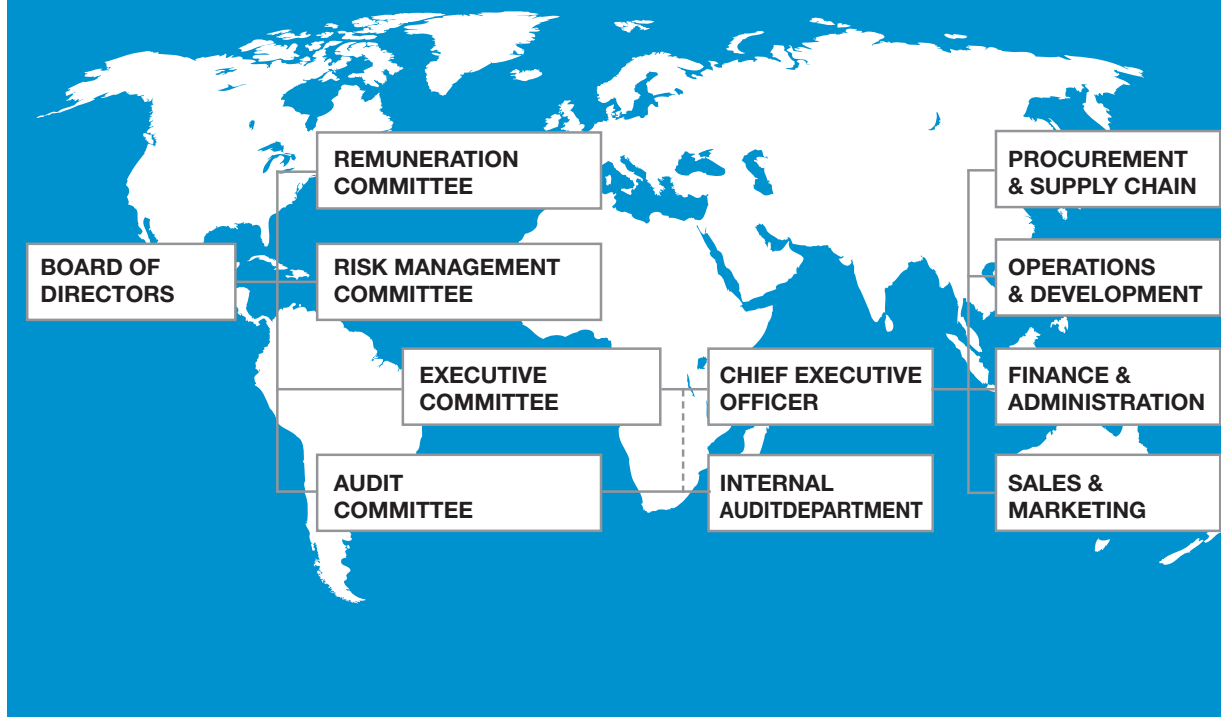 REMUNERATION
COMMITTEE
PROCUREMENT
& SUPPLY CHAIN
BOARD OF
DIRECTORS
RISK MANAGEMENT
COMMITTEE
OPERATIONS
& DEVELOPMENT
EXECUTIVE
COMMITTEE
CHIEF EXECUTIVE
OFFICER
FINANCE &
ADMINISTRATION
AUDIT
COMMITTEE
INTERNAL
AUDITDEPARTMENT
SALES &
MARKETING